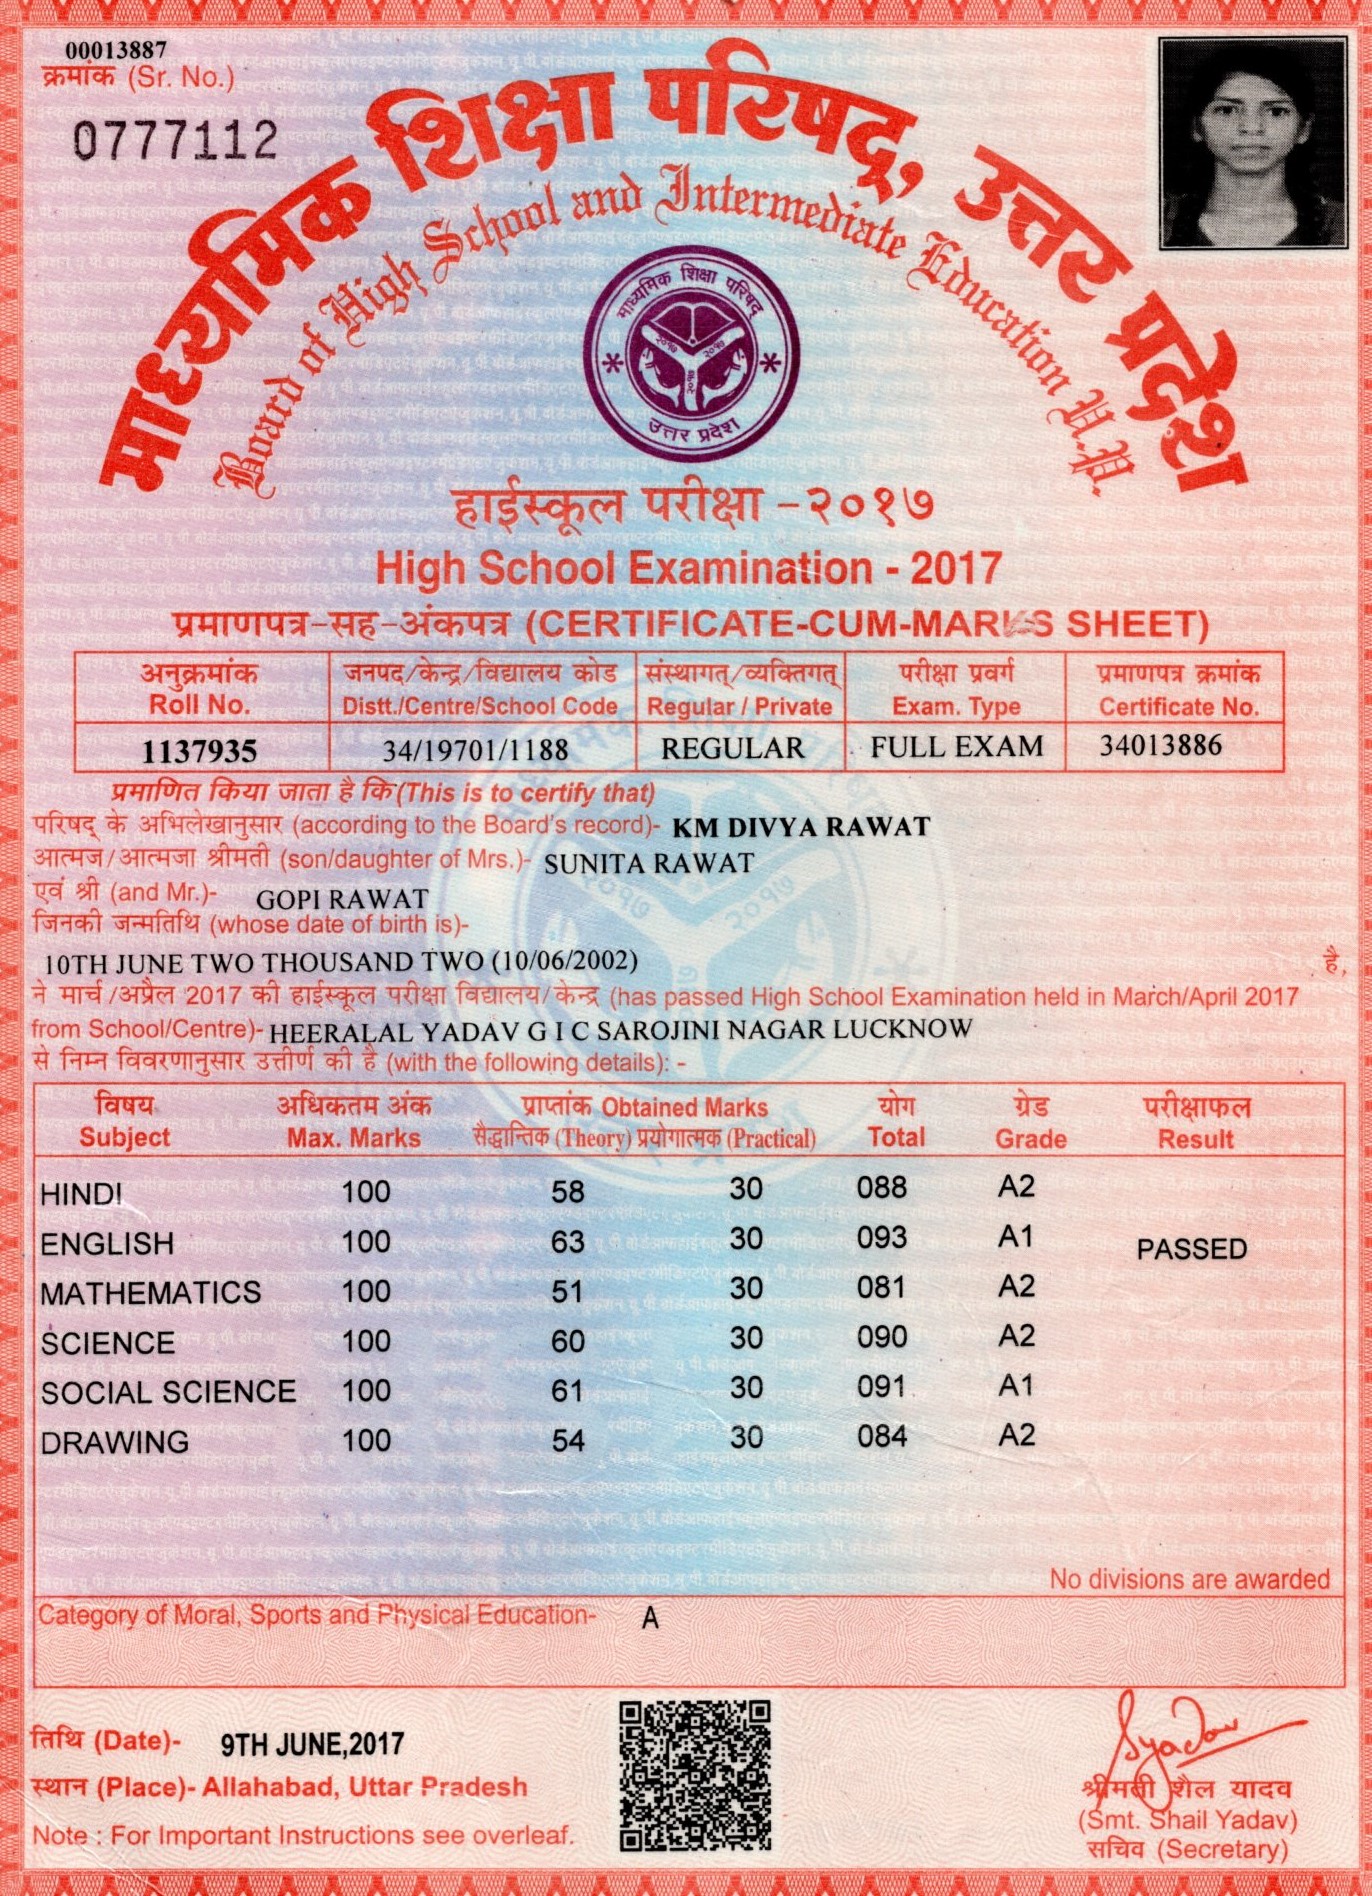 00013887
क्रमांक (Sr. No.)
0777112
माध्यमिक शिक्षा परिषद्, उत्तर प्रदेश
Board of High School and Intermediate Education U.P.
माध्यमिक शिक्षा परिषद्
२०१७ २०१७
२०१७
उत्तर प्रदेश
हाईस्कूल परीक्षा -२०१७
High School Examination - 2017
प्रमाणपत्र-सह-अंकपत्र (CERTIFICATE-CUM-MARKS SHEET)
अनुक्रमांक जनपद/केन्द्र/विद्यालय कोड संस्थागत्/व्यक्तिगत् परीक्षा प्रवर्ग प्रमाणपत्र क्रमांक
Roll No. Distt./Centre/School Code Regular / Private Exam. Type Certificate No.
1137935 34/19701/1188 REGULAR FULL EXAM 34013886
प्रमाणित किया जाता है कि (This is to certify that)
परिषद् के अभिलेखानुसार (according to the Board's record)- KM DIVYA RAWAT
आत्मज/आत्मजा श्रीमती (son/daughter of Mrs.)- SUNITA RAWAT
एवं श्री (and Mr.)- GOPI RAWAT
जिनकी जन्मतिथि (whose date of birth is)-
10TH JUNE TWO THOUSAND TWO (10/06/2002) है,
ने मार्च/अप्रैल 2017 की हाईस्कूल परीक्षा विद्यालय/केन्द्र (has passed High School Examination held in March/April 2017
from School/Centre)- HEERALAL YADAV G I C SAROJINI NAGAR LUCKNOW
से निम्न विवरणानुसार उत्तीर्ण की है (with the following details): -
विषय अधिकतम अंक प्राप्तांक Obtained Marks योग ग्रेड परीक्षाफल
Subject Max. Marks सैद्धान्तिक (Theory) प्रयोगात्मक (Practical) Total Grade Result
HINDI 100 58 30 088 A2
ENGLISH 100 63 30 093 A1 PASSED
MATHEMATICS 100 51 30 081 A2
SCIENCE 100 60 30 090 A2
SOCIAL SCIENCE 100 61 30 091 A1
DRAWING 100 54 30 084 A2
No divisions are awarded
Category of Moral, Sports and Physical Education- A
तिथि (Date)- 9TH JUNE,2017
स्थान (Place)- Allahabad, Uttar Pradesh
Note : For Important Instructions see overleaf.
Syadav
श्रीमती शैल यादव
(Smt. Shail Yadav)
सचिव (Secretary)